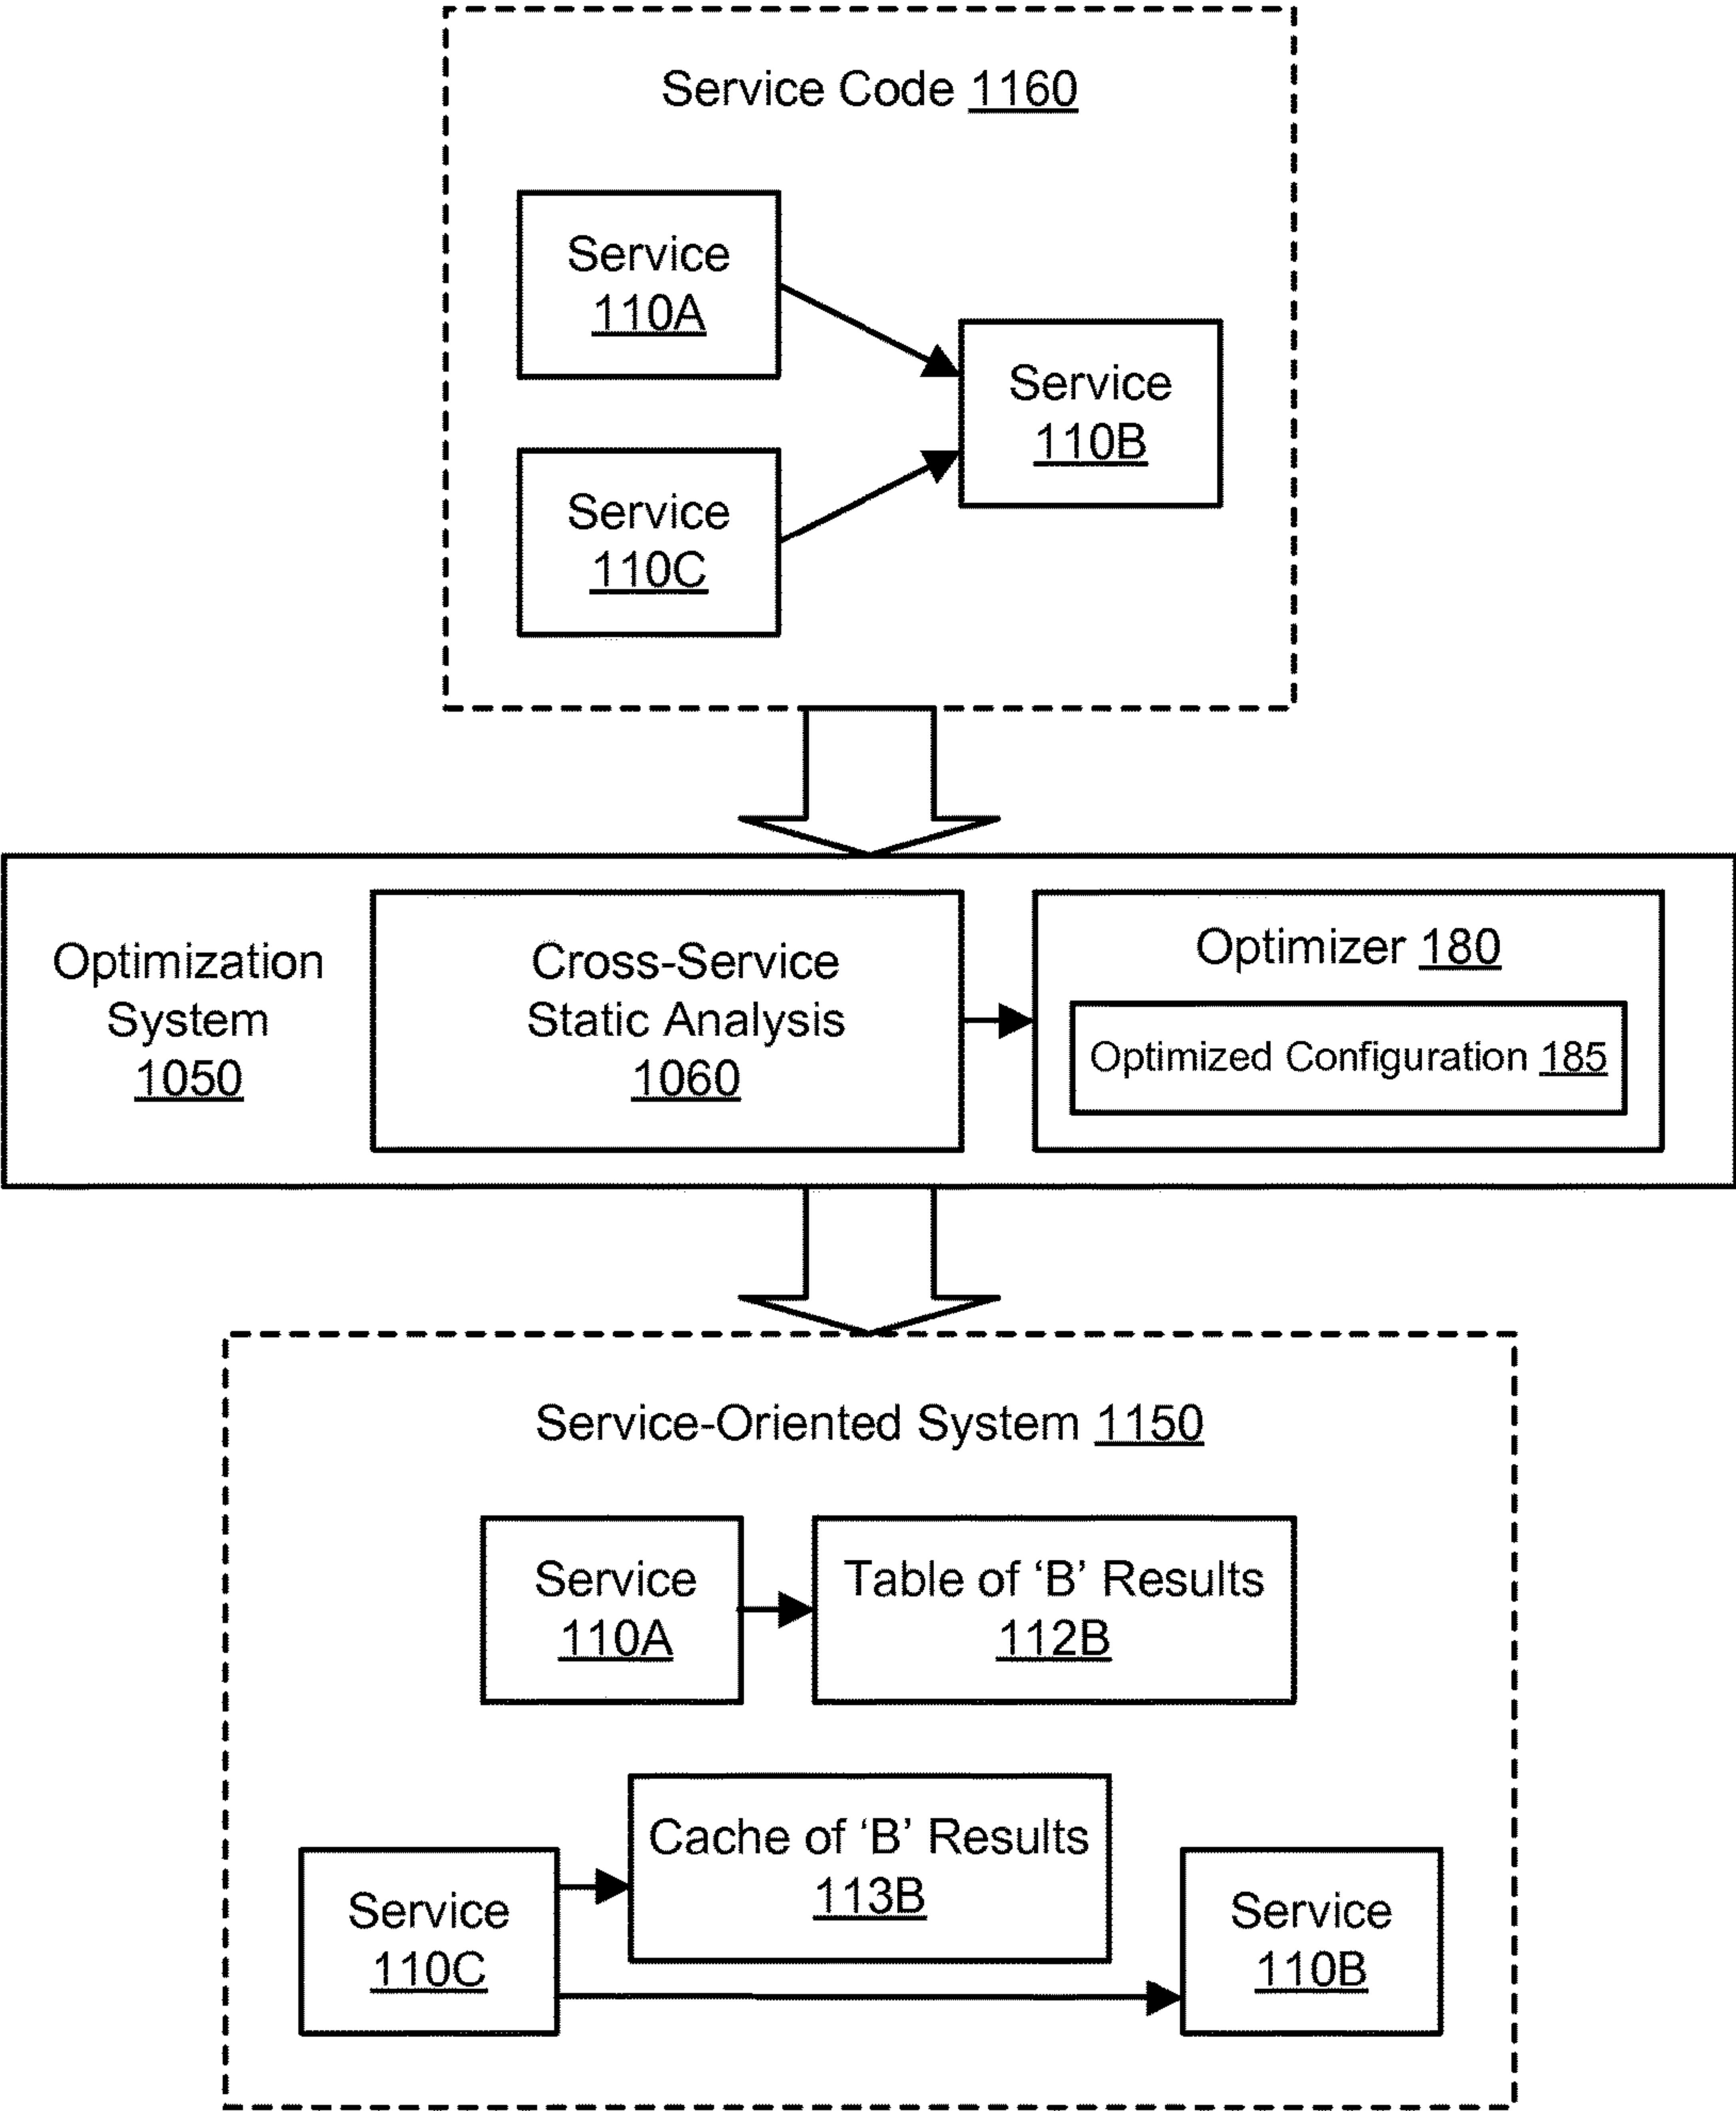 Service Code 1160
Service
110A
Service
110B
Service
110C
Optimization
System
1050
Cross-Service
Static Analysis
1060
Optimizer 180
Optimized Configuration 185
Service-Oriented System 1150
Service
110A
Table of ‘B’ Results
112B
Cache of ‘B’ Results
113B
Service
110C
Service
110B